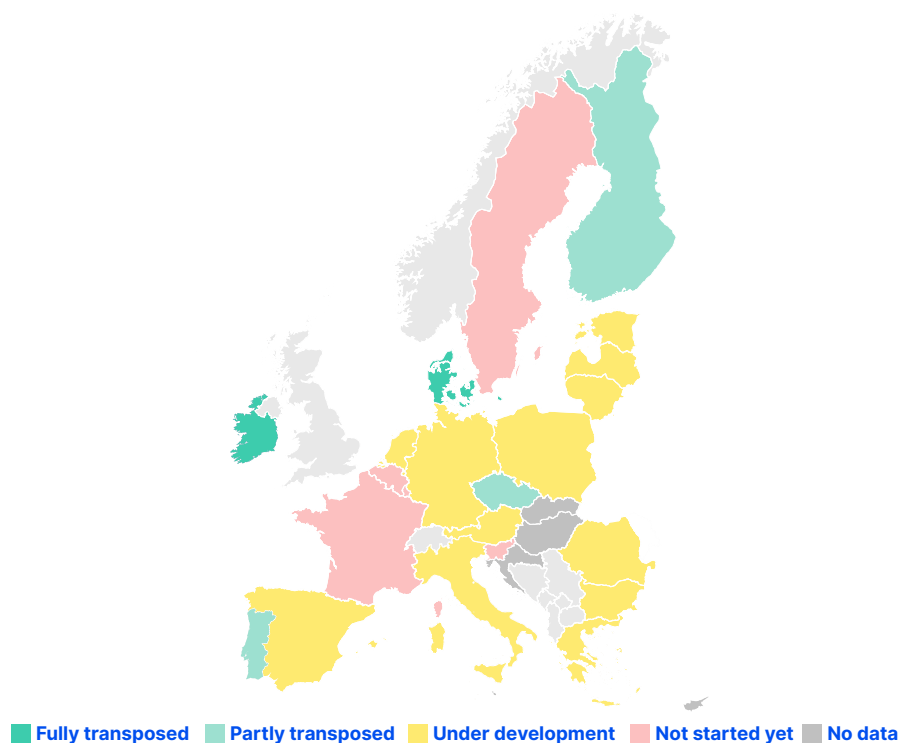 Fully transposed Partly transposed Under development Not started yet No data